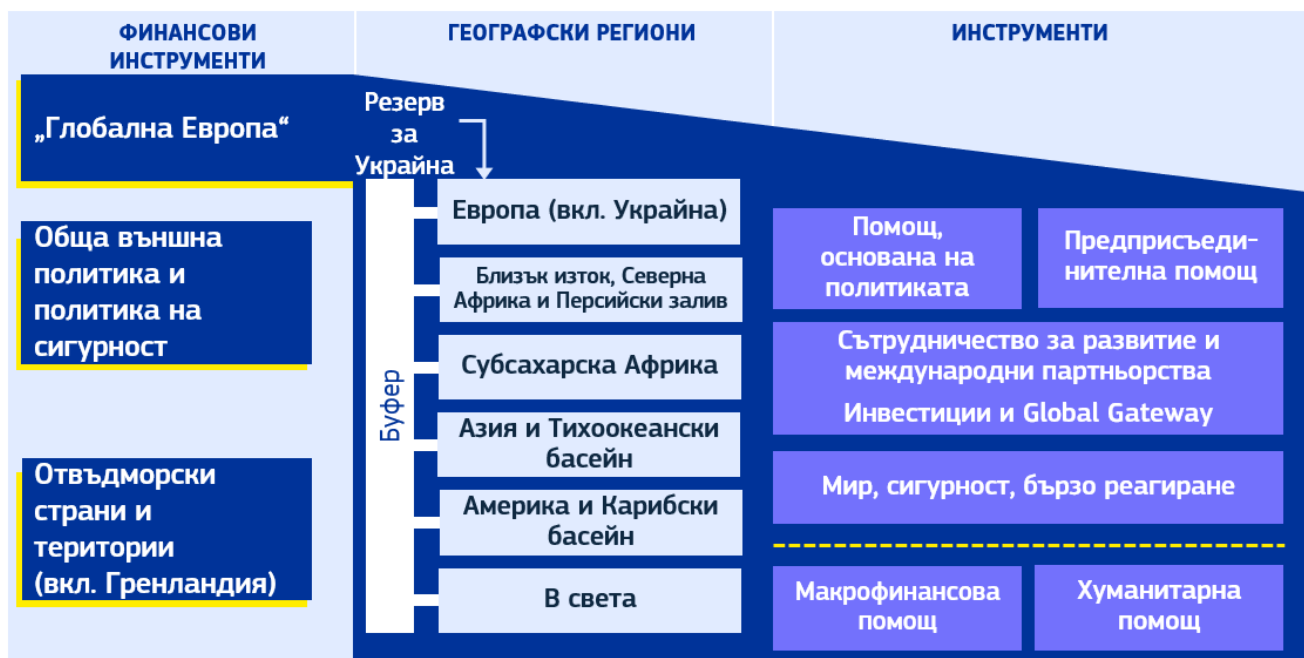 ФИНАНСОВИ
ИНСТРУМЕНТИ
ГЕОГРАФСКИ РЕГИОНИ
ИНСТРУМЕНТИ
„Глобална Европа“
Обща външна
политика и
политика на
сигурност
Отвъдморски
страни и
територии
(вкл. Гренландия)
Резерв
за
Украйна
Буфер
Европа (вкл. Украйна)
Близък изток, Северна
Африка и Персийски залив
Субсахарска Африка
Азия и Тихоокеански
басейн
Америка и Карибски
басейн
В света
Помощ,
основана на
политиката
Предприсъеди-
нителна помощ
Сътрудничество за развитие и
международни партньорства
Инвестиции и Global Gateway
Мир, сигурност, бързо реагиране
Макрофинансова
помощ
Хуманитарна
помощ